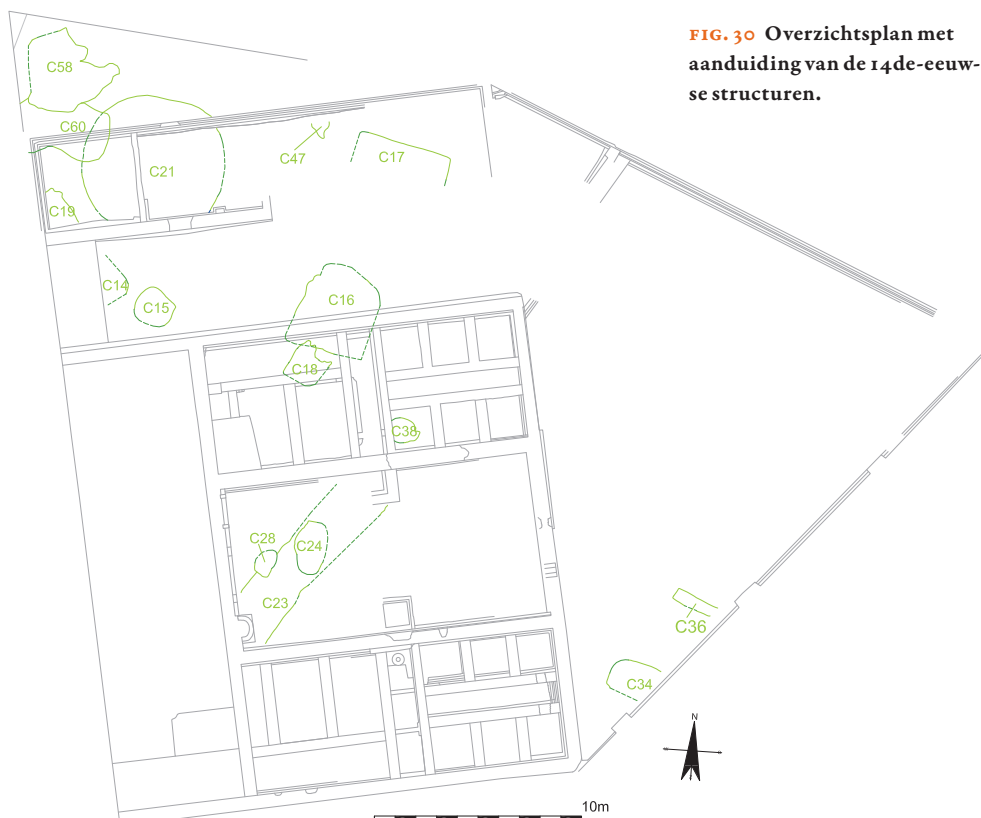 FIG. 30 Overzichtsplan met
aanduiding van de 14de-eeuw-
se structuren.
C58
C60
C47
C17
C21
C19
C14
C15
C16
C18
C38
C28
C24
C23
C36
C34
N
10m